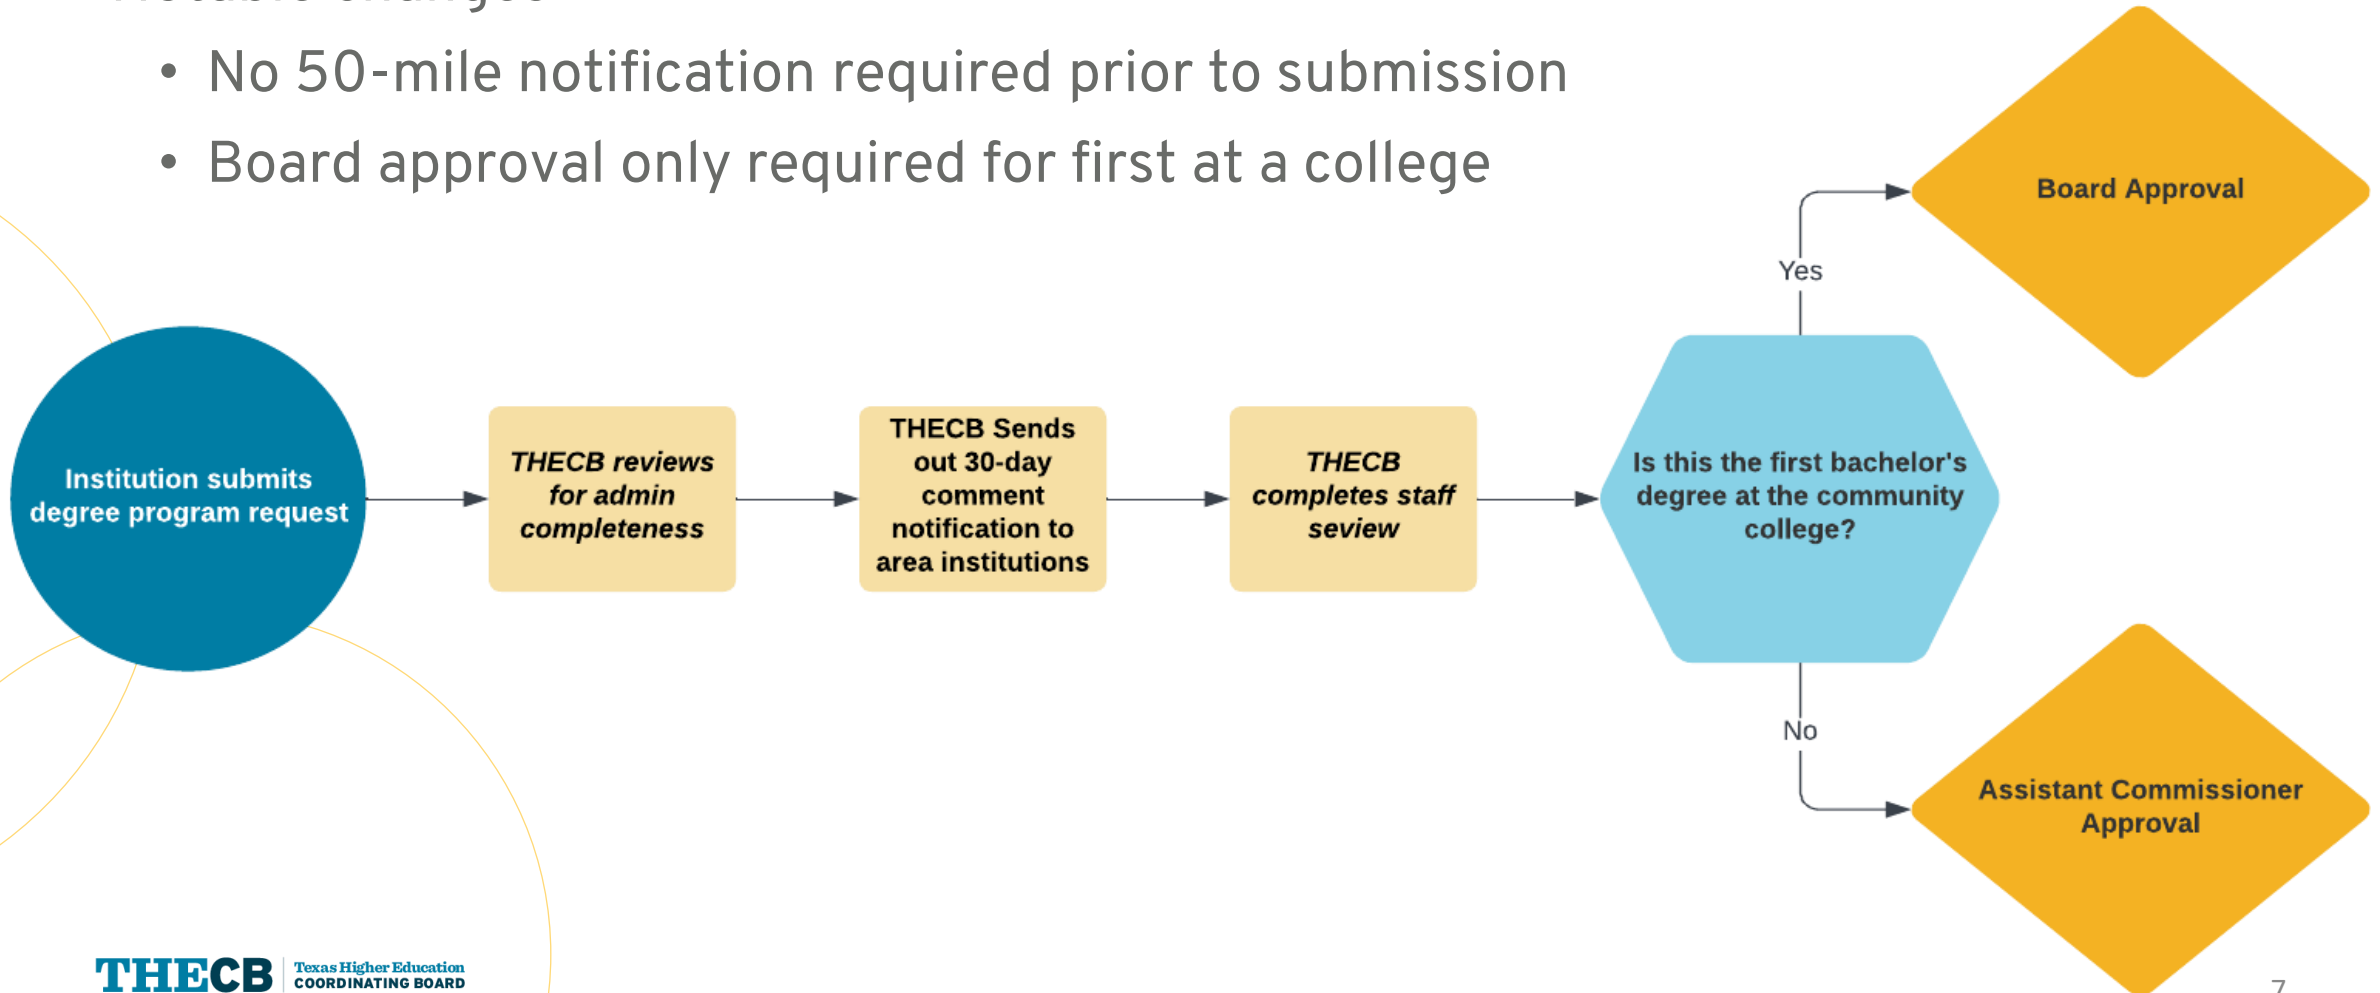 • No 50-mile notification required prior to submission
• Board approval only required for first at a college
Institution submits
degree program request
THECB reviews
for admin
completeness
THECB Sends
out 30-day
comment
notification to
area institutions
THECB
completes staff
seview
Is this the first bachelor's
degree at the community
college?
Yes
Board Approval
No
Assistant Commissioner
Approval
THECB
Texas Higher Education
COORDINATING BOARD
7